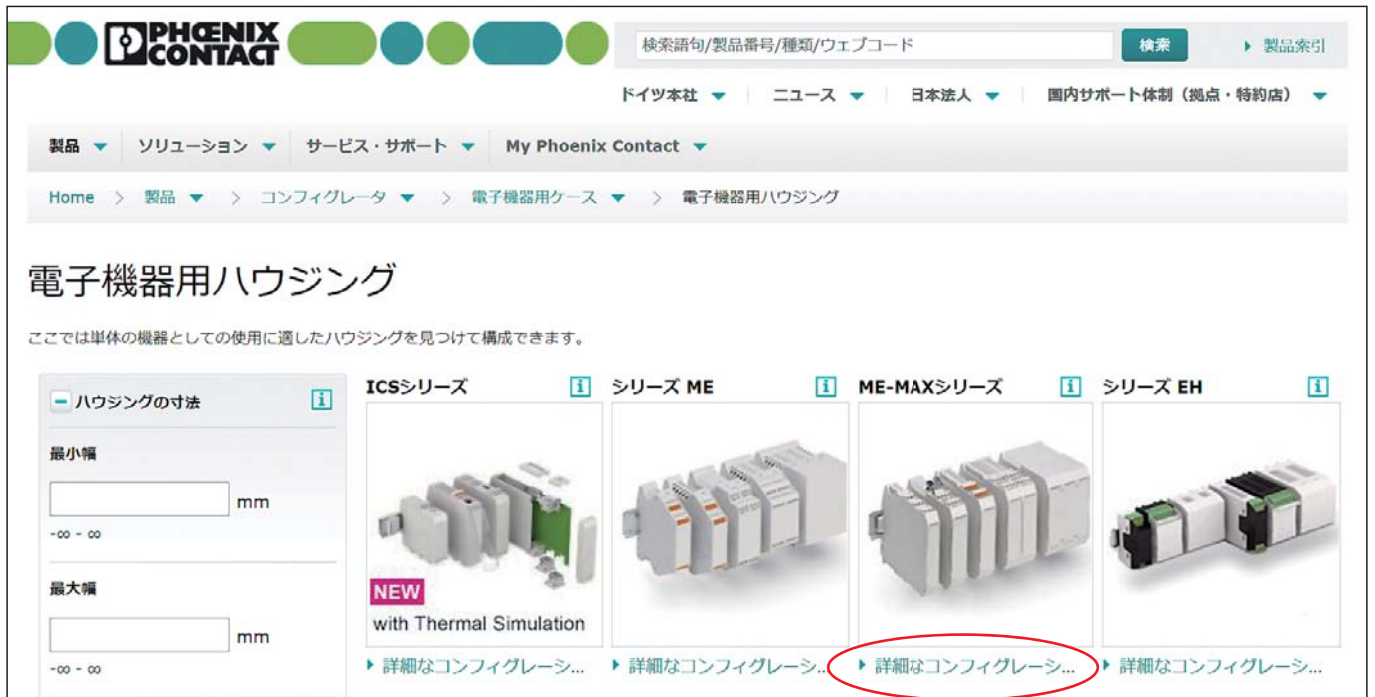 PHŒNIX
CONTACT
検索語句/製品番号/種類/ウェブコード
検索
製品索引
ドイツ本社
ニュース
日本法人
国内サポート体制（拠点・特約店）
製品
ソリューション
サービス・サポート
My Phoenix Contact
Home > 製品 > コンフィグレータ > 電子機器用ケース > 電子機器用ハウジング
電子機器用ハウジング
ここでは単体の機器としての使用に適したハウジングを見つけて構成できます。
ハウジングの寸法
最小幅
mm
-∞ - ∞
最大幅
mm
-∞ - ∞
ICSシリーズ
NEW
with Thermal Simulation
詳細なコンフィグレーシ...
シリーズ ME
詳細なコンフィグレーシ...
ME-MAXシリーズ
詳細なコンフィグレーシ...
シリーズ EH
詳細なコンフィグレーシ...